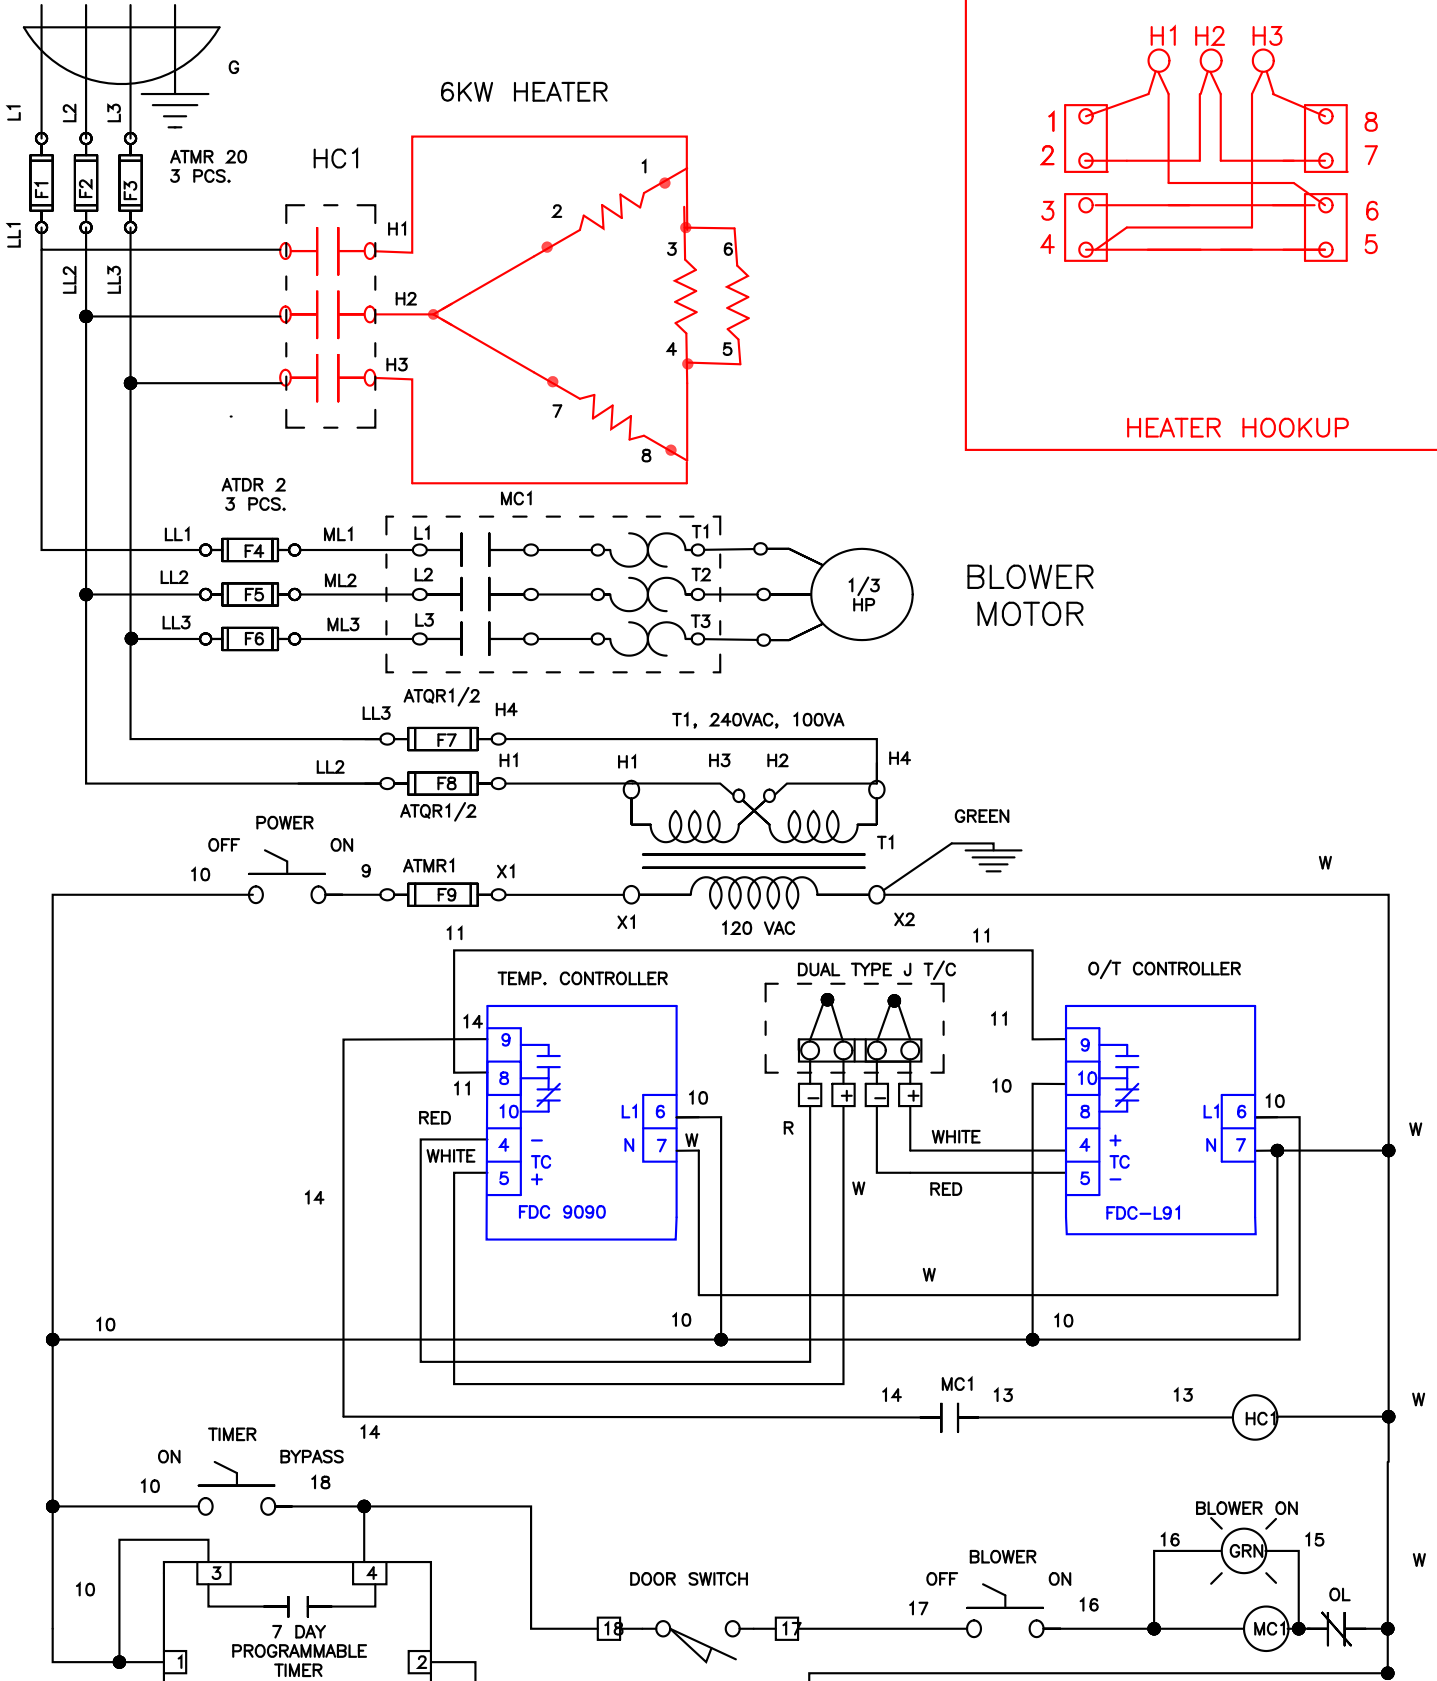 G
L1
L2
L3
ATMR 20
3 PCS.
F1
F2
F3
LL1
LL2
LL3
HC1
6KW HEATER
H1
H2
H3
1
2
3
6
4
5
7
8
H1 H2 H3
1
2
3
4
8
7
6
5
HEATER HOOKUP
ATDR 2
3 PCS.
MC1
LL1
F4
ML1
L1
T1
LL2
F5
ML2
L2
T2
LL3
F6
ML3
L3
T3
1/3
HP
BLOWER
MOTOR
ATQR1/2
LL3
F7
H4
T1, 240VAC, 100VA
LL2
F8
H1
ATQR1/2
H1
H3
H2
H4
T1
POWER
OFF
ON
10
9
ATMR1
F9
X1
X1
120 VAC
X2
GREEN
W
11
11
TEMP. CONTROLLER
DUAL TYPE J T/C
O/T CONTROLLER
14
9
8
11
10
RED
4
−
WHITE
TC
5
+
FDC 9090
L1
6
10
N
7
W
− + − +
R
W
WHITE
RED
11
10
9
10
8
4
+
TC
5
−
FDC−L91
L1
6
10
N
7
W
14
W
10
10
10
14
MC1
13
13
HC1
W
14
TIMER
ON
BYPASS
10
18
3
4
10
7 DAY
PROGRAMMABLE
TIMER
1
2
DOOR SWITCH
18
17
17
BLOWER
OFF
ON
16
BLOWER ON
16
GRN
15
MC1
OL
W